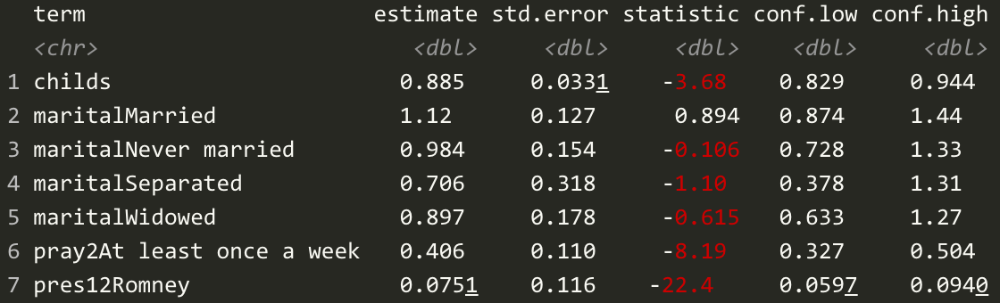 term estimate std.error statistic conf.low conf.high
<chr> <dbl> <dbl> <dbl> <dbl> <dbl>
1 childs 0.885 0.0331 -3.68 0.829 0.944
2 maritalMarried 1.12 0.127 0.894 0.874 1.44
3 maritalNever married 0.984 0.154 -0.106 0.728 1.33
4 maritalSeparated 0.706 0.318 -1.10 0.378 1.31
5 maritalWidowed 0.897 0.178 -0.615 0.633 1.27
6 pray2At least once a week 0.406 0.110 -8.19 0.327 0.504
7 pres12Romney 0.0751 0.116 -22.4 0.0597 0.0940